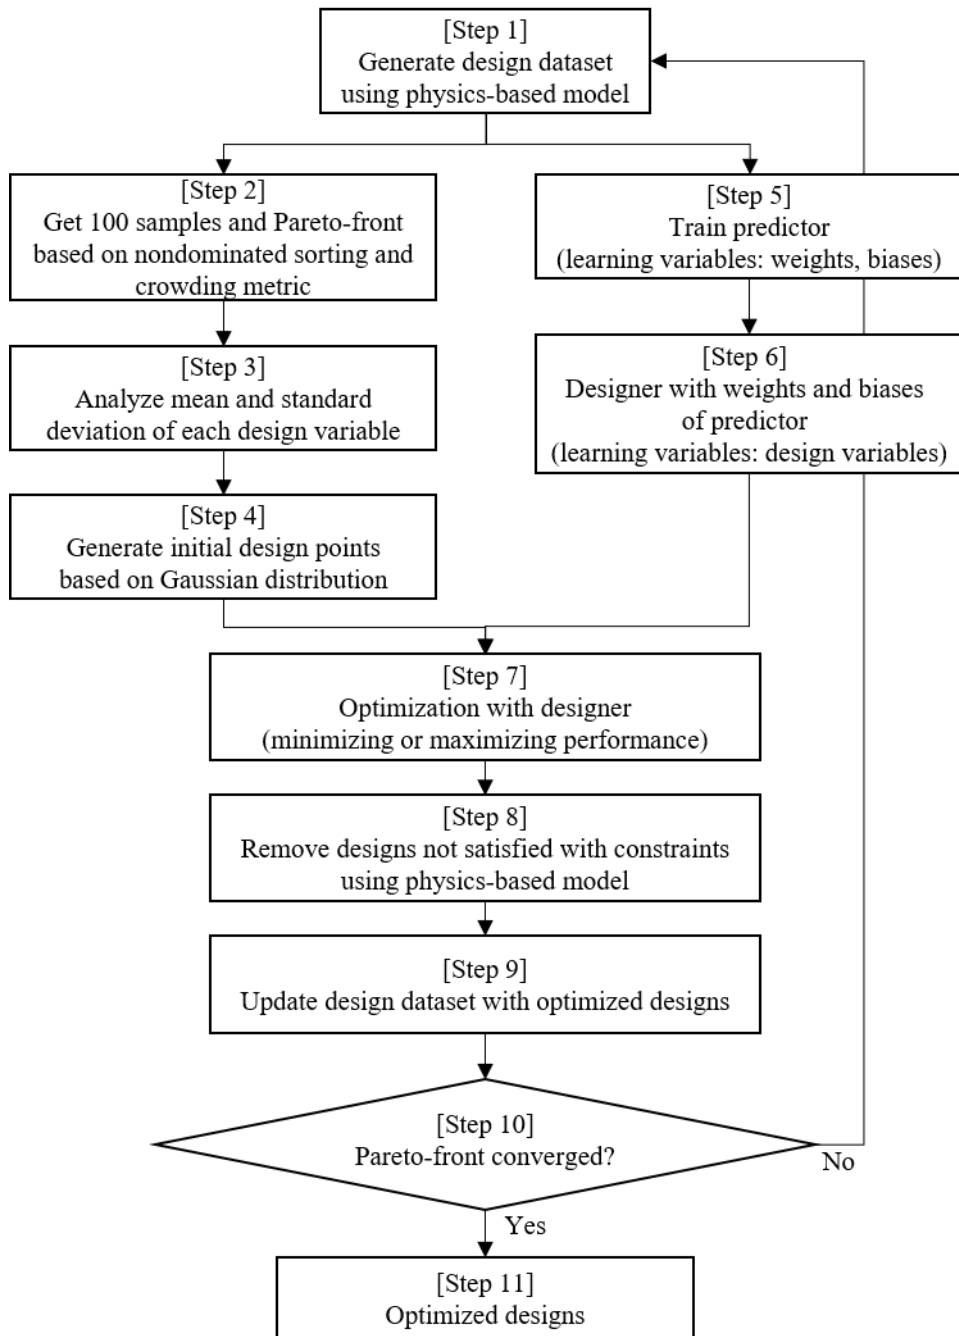 [Step 1]
Generate design dataset
using physics-based model
[Step 2]
Get 100 samples and Pareto-front
based on nondominated sorting and
crowding metric
[Step 3]
Analyze mean and standard
deviation of each design variable
[Step 4]
Generate initial design points
based on Gaussian distribution
[Step 5]
Train predictor
(learning variables: weights, biases)
[Step 6]
Designer with weights and biases
of predictor
(learning variables: design variables)
[Step 7]
Optimization with designer
(minimizing or maximizing performance)
[Step 8]
Remove designs not satisfied with constraints
using physics-based model
[Step 9]
Update design dataset with optimized designs
[Step 10]
Pareto-front converged?
No
Yes
[Step 11]
Optimized designs